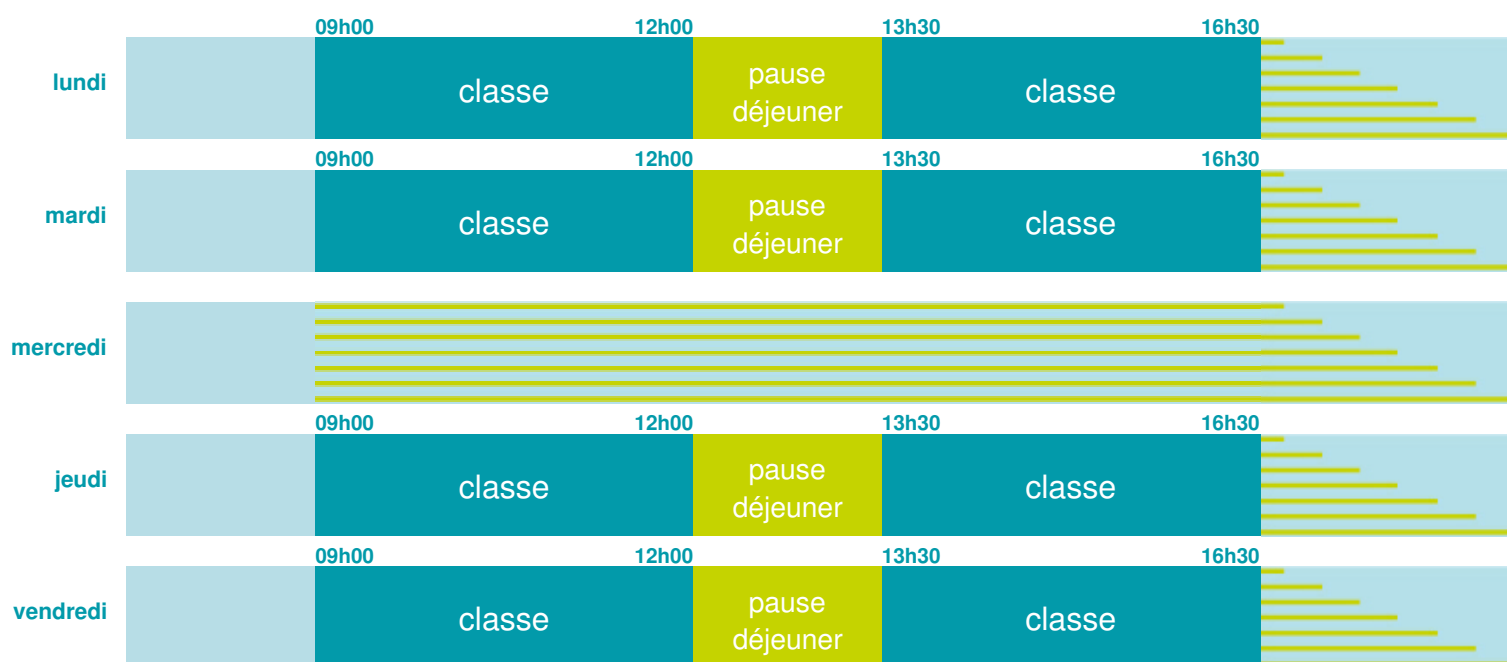 09h00 12h00 13h30 16h30
lundi classe pause déjeuner classe
09h00 12h00 13h30 16h30
mardi classe pause déjeuner classe
mercredi
09h00 12h00 13h30 16h30
jeudi classe pause déjeuner classe
09h00 12h00 13h30 16h30
vendredi classe pause déjeuner classe